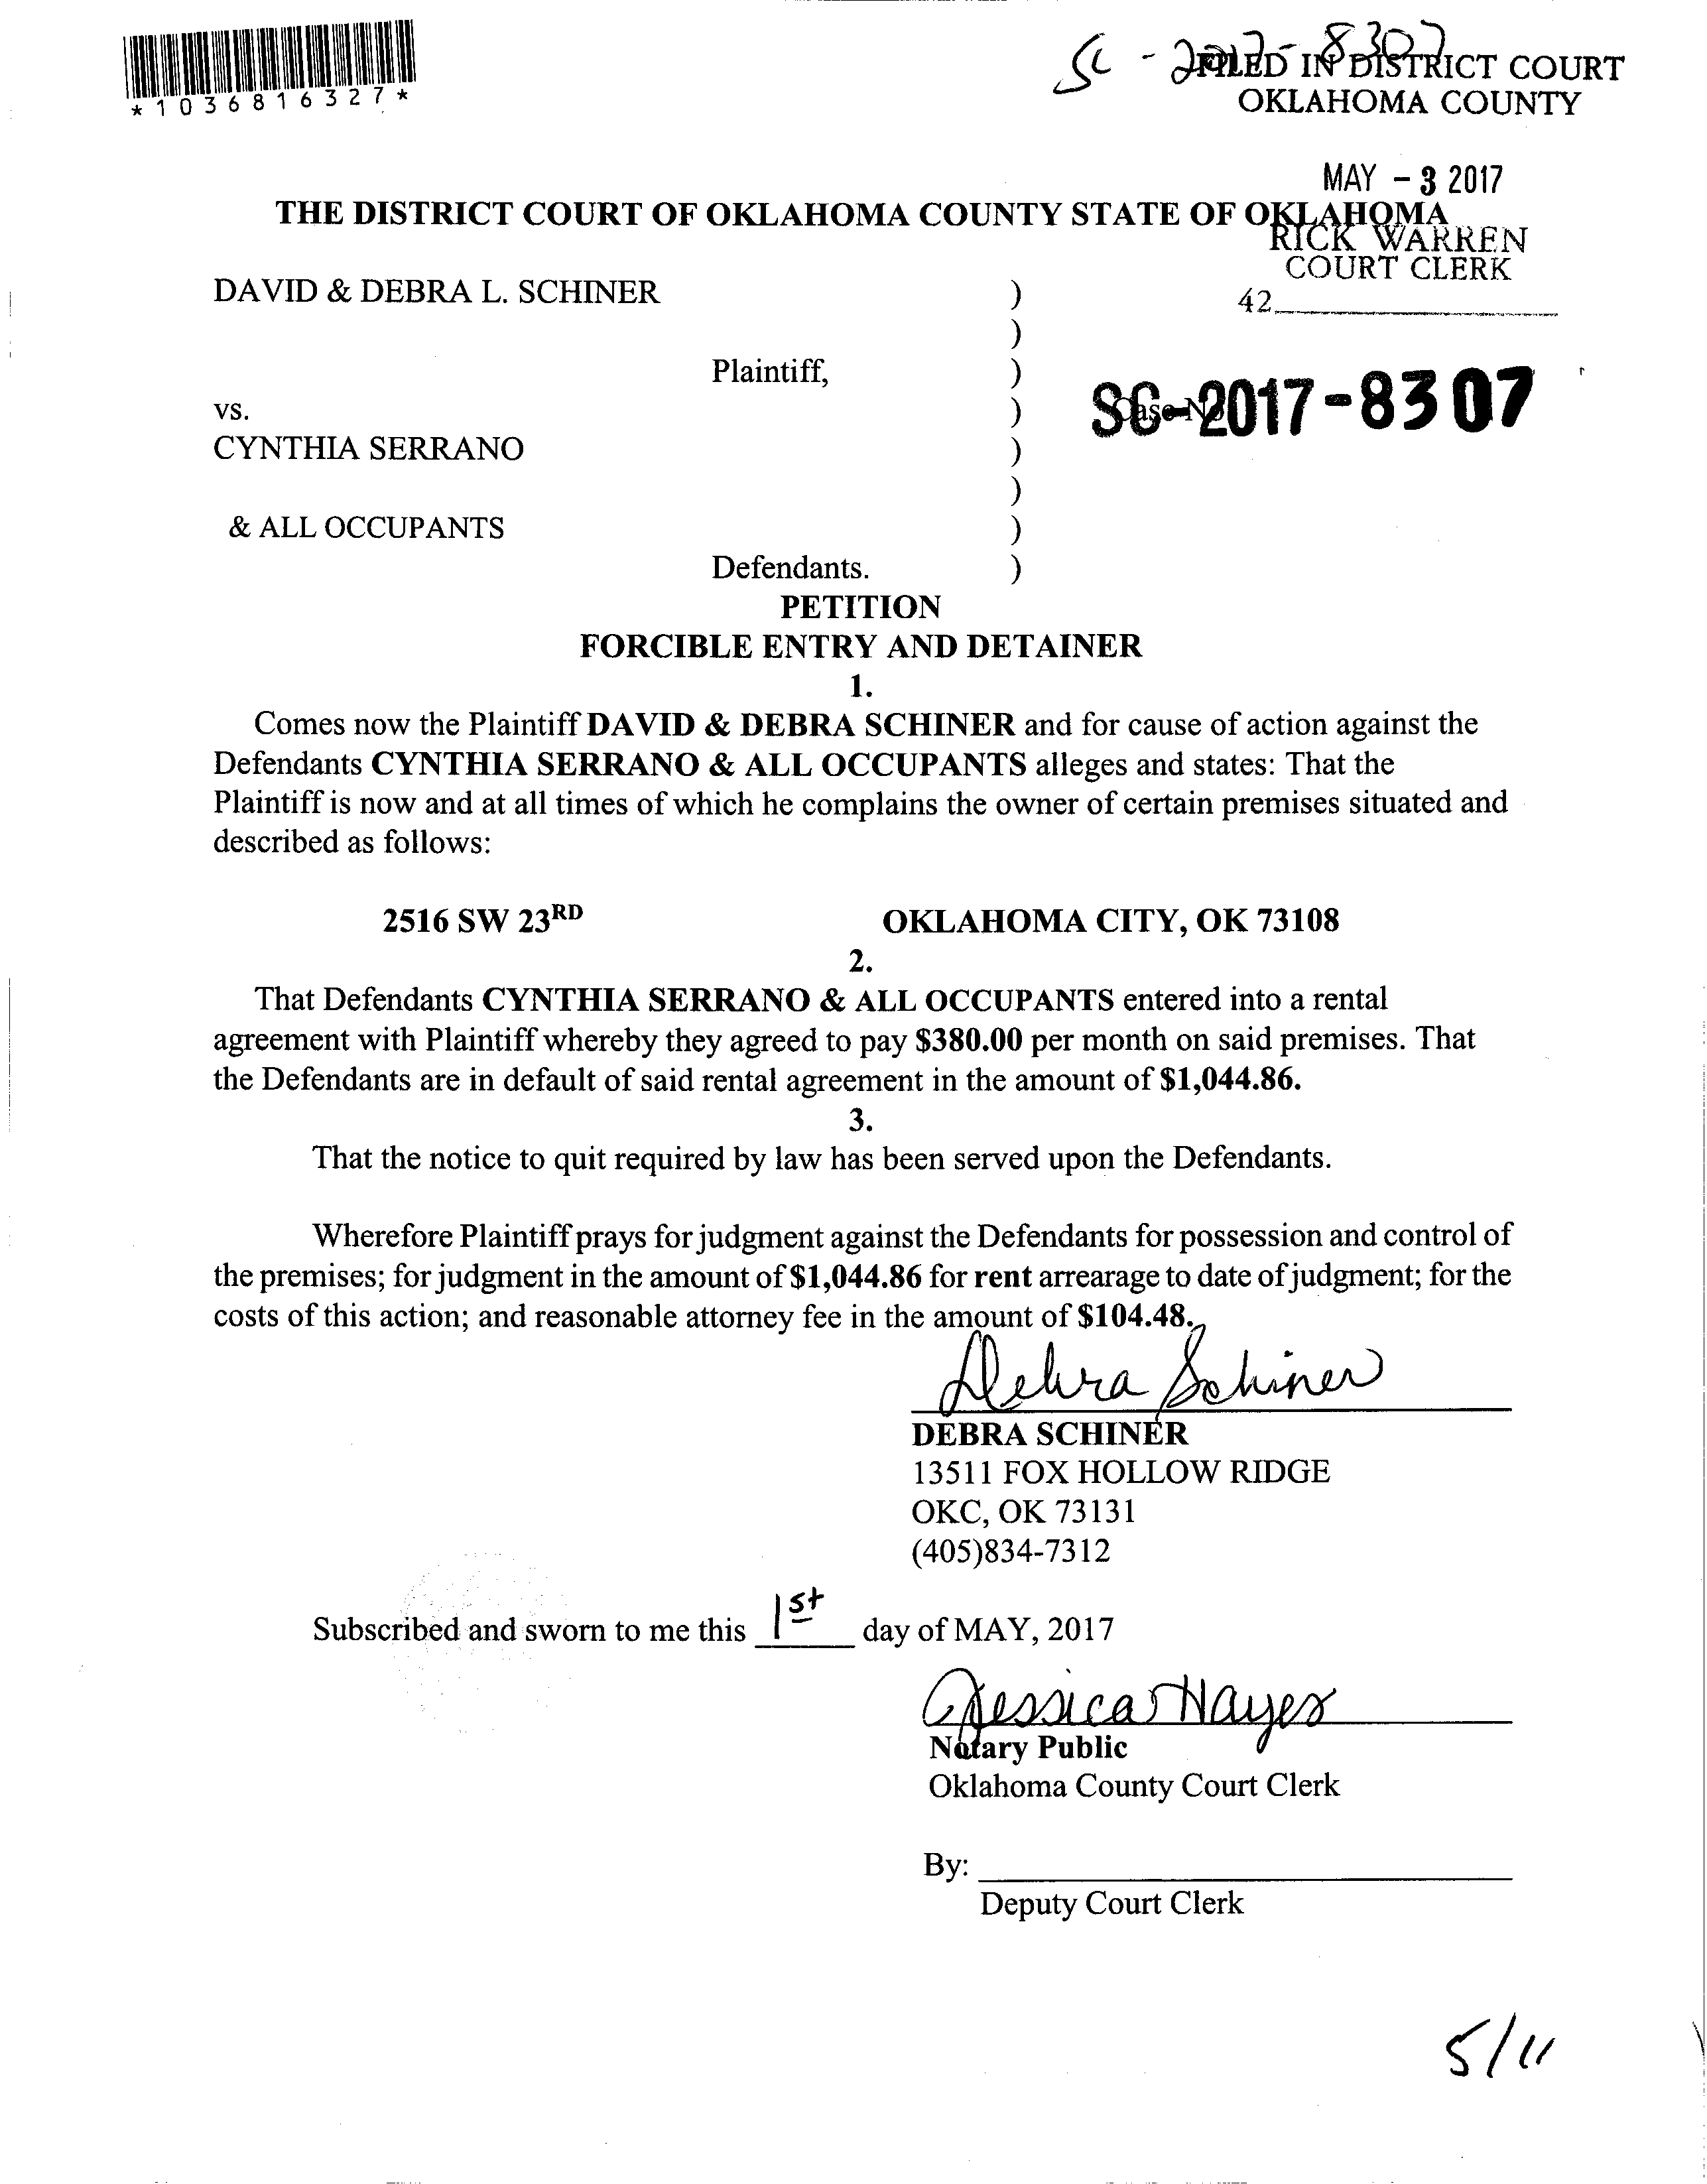 *1036816327*
SC - 2017-8307
FILED IN DISTRICT COURT
OKLAHOMA COUNTY
MAY - 3 2017
THE DISTRICT COURT OF OKLAHOMA COUNTY STATE OF OKLAHOMA
RICK WARREN
COURT CLERK
42
DAVID & DEBRA L. SCHINER )
)
Plaintiff, )
Case No
SC-2017-8307
vs. )
CYNTHIA SERRANO )
)
& ALL OCCUPANTS )
Defendants. )
PETITION
FORCIBLE ENTRY AND DETAINER
1.
Comes now the Plaintiff DAVID & DEBRA SCHINER and for cause of action against the
Defendants CYNTHIA SERRANO & ALL OCCUPANTS alleges and states: That the
Plaintiff is now and at all times of which he complains the owner of certain premises situated and
described as follows:
2516 SW 23RD OKLAHOMA CITY, OK 73108
2.
That Defendants CYNTHIA SERRANO & ALL OCCUPANTS entered into a rental
agreement with Plaintiff whereby they agreed to pay $380.00 per month on said premises. That
the Defendants are in default of said rental agreement in the amount of $1,044.86.
3.
That the notice to quit required by law has been served upon the Defendants.
Wherefore Plaintiff prays for judgment against the Defendants for possession and control of
the premises; for judgment in the amount of $1,044.86 for rent arrearage to date of judgment; for the
costs of this action; and reasonable attorney fee in the amount of $104.48.
Debra Schiner
DEBRA SCHINER
13511 FOX HOLLOW RIDGE
OKC, OK 73131
(405)834-7312
Subscribed and sworn to me this 1st day of MAY, 2017
Jessica Hayes
Notary Public
Oklahoma County Court Clerk
By:
Deputy Court Clerk
5/11